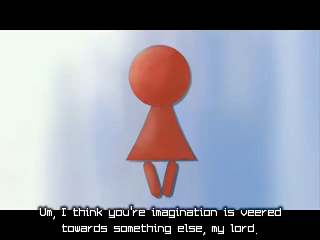 Um, I think you're imagination is veered
towards something else, my lord.